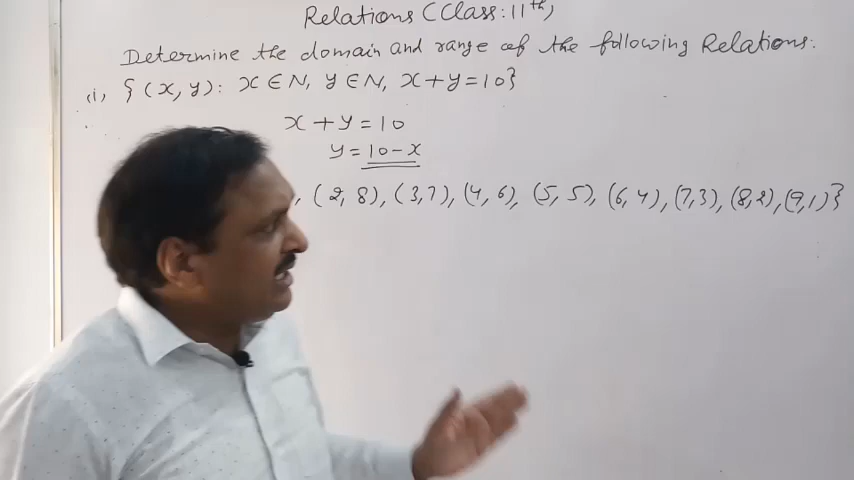 Relations (Class: 11th)
Determine the domain and range of the following Relations:
(i) {(x, y): x ∈ N, y ∈ N, x + y = 10}
x + y = 10
y = 10 - x
, (2, 8), (3, 7), (4, 6), (5, 5), (6, 4), (7, 3), (8, 2), (9, 1)}